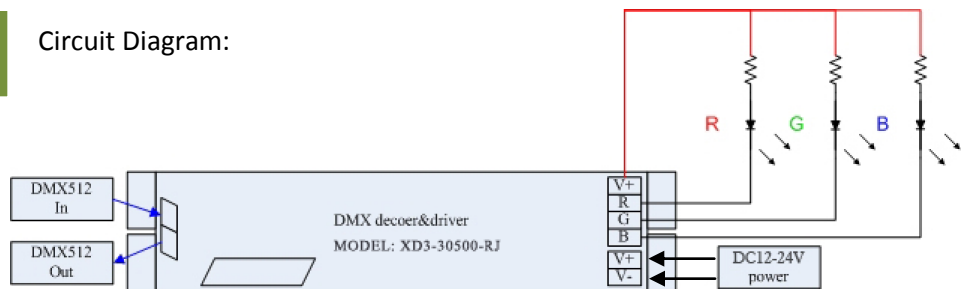 Circuit Diagram:
R G B
DMX512
In
DMX512
Out
DMX decoer&driver
MODEL: XD3-30500-RJ
V+
R
G
B
V+
V-
DC12-24V
power